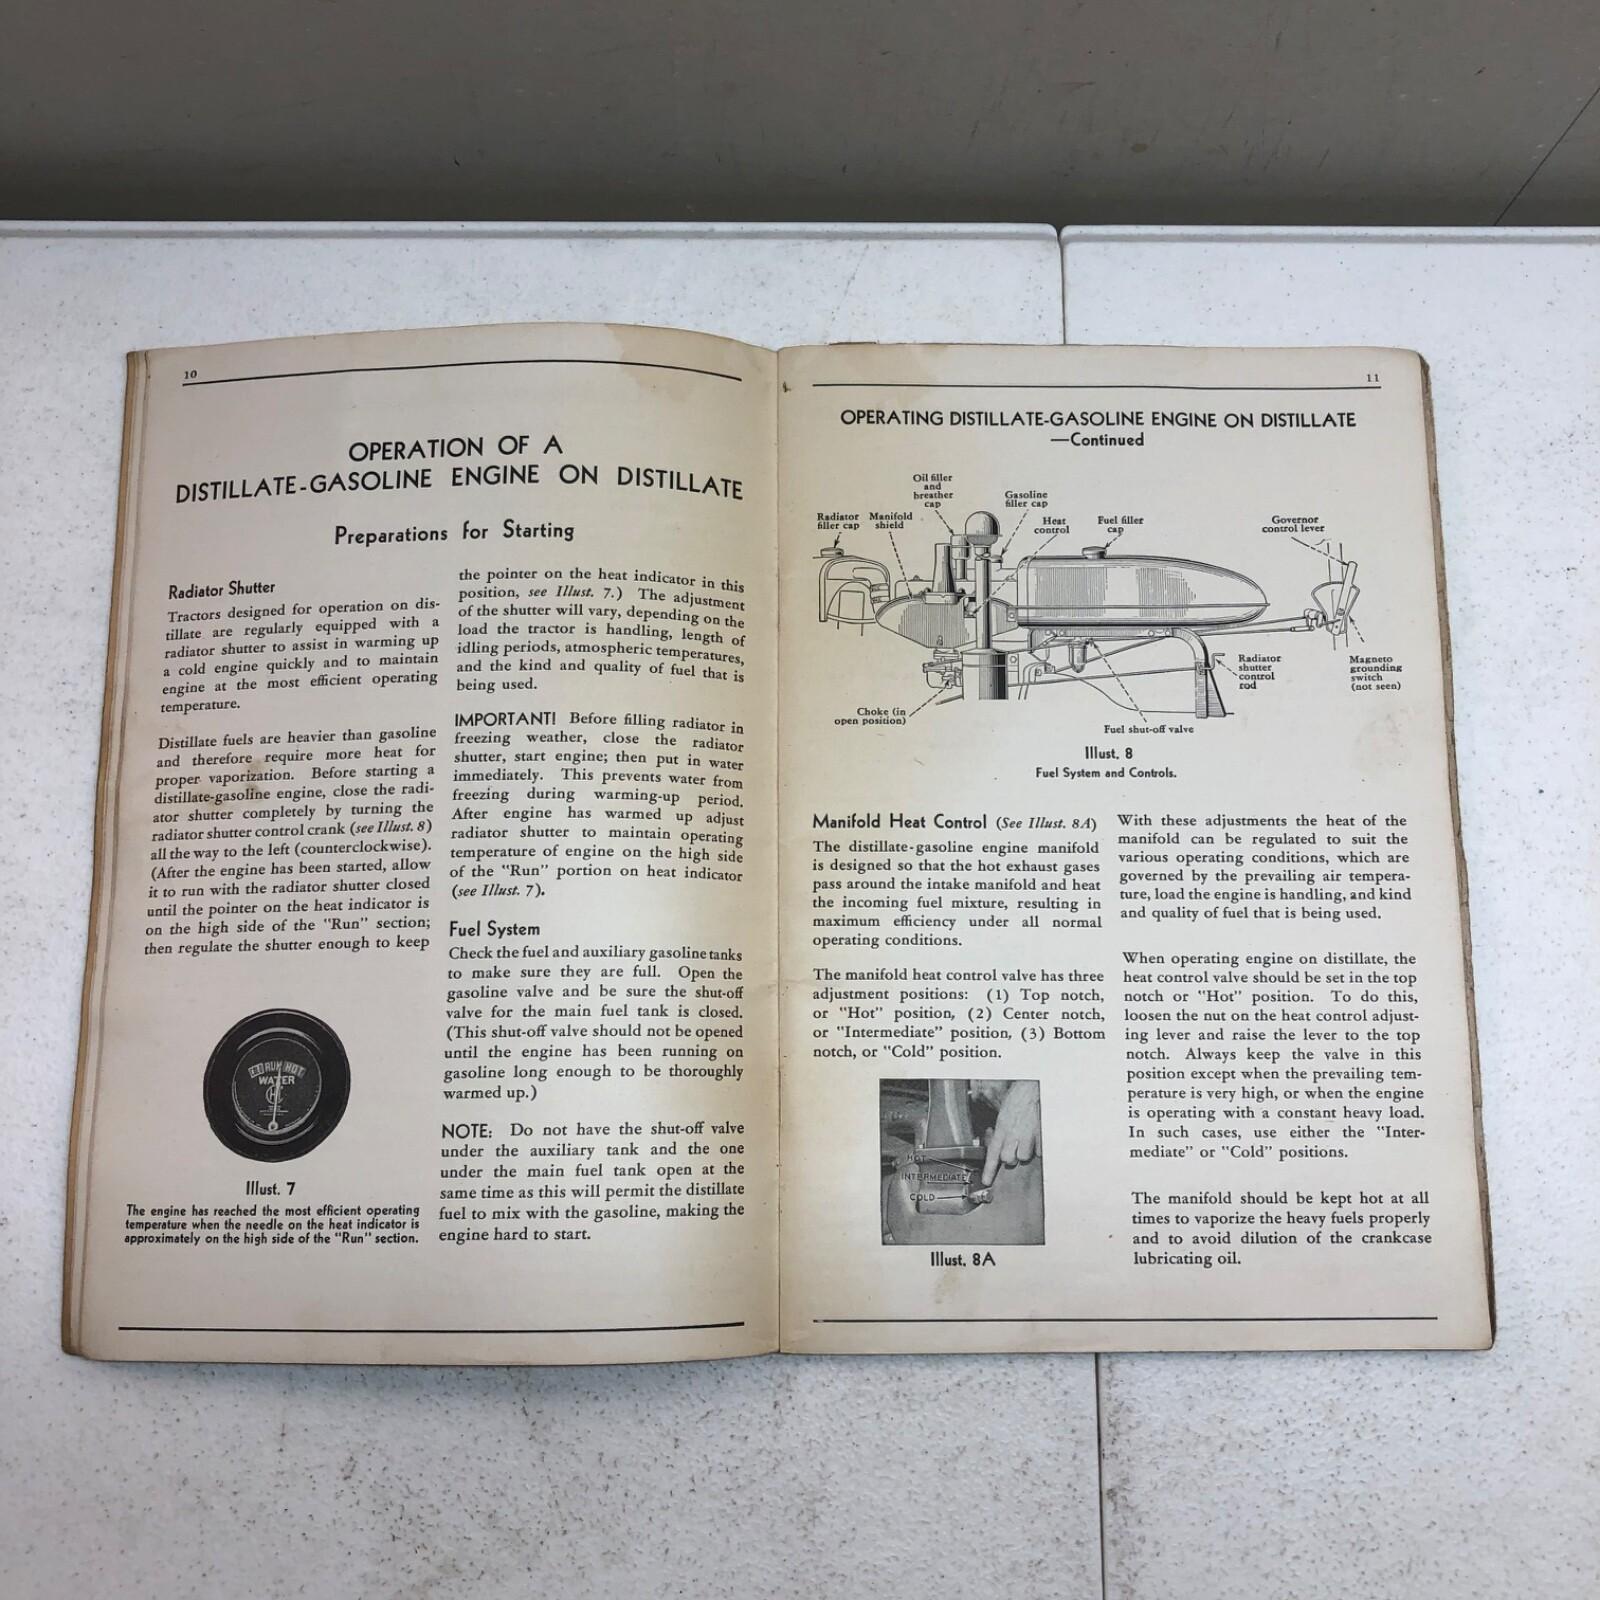 10
OPERATION OF A
DISTILLATE-GASOLINE ENGINE ON DISTILLATE
Preparations for Starting
Radiator Shutter
Tractors designed for operation on dis-
tillate are regularly equipped with a
radiator shutter to assist in warming up
a cold engine quickly and to maintain
engine at the most efficient operating
temperature.
Distillate fuels are heavier than gasoline
and therefore require more heat for
proper vaporization. Before starting a
distillate-gasoline engine, close the radi-
ator shutter completely by turning the
radiator shutter control crank (see Illust. 8)
all the way to the left (counterclockwise).
(After the engine has been started, allow
it to run with the radiator shutter closed
until the pointer on the heat indicator is
on the high side of the "Run" section;
then regulate the shutter enough to keep
RUN HOT
WATER
Illust. 7
The engine has reached the most efficient operating
temperature when the needle on the heat indicator is
approximately on the high side of the "Run" section.
the pointer on the heat indicator in this
position, see Illust. 7.) The adjustment
of the shutter will vary, depending on the
load the tractor is handling, length of
idling periods, atmospheric temperatures,
and the kind and quality of fuel that is
being used.
IMPORTANT! Before filling radiator in
freezing weather, close the radiator
shutter, start engine; then put in water
immediately. This prevents water from
freezing during warming-up period.
After engine has warmed up adjust
radiator shutter to maintain operating
temperature of engine on the high side
of the "Run" portion on heat indicator
(see Illust. 7).
Fuel System
Check the fuel and auxiliary gasoline tanks
to make sure they are full. Open the
gasoline valve and be sure the shut-off
valve for the main fuel tank is closed.
(This shut-off valve should not be opened
until the engine has been running on
gasoline long enough to be thoroughly
warmed up.)
NOTE: Do not have the shut-off valve
under the auxiliary tank and the one
under the main fuel tank open at the
same time as this will permit the distillate
fuel to mix with the gasoline, making the
engine hard to start.
11
OPERATING DISTILLATE-GASOLINE ENGINE ON DISTILLATE
—Continued
Oil filler
and
breather
cap
Gasoline
filler cap
Radiator
filler cap
Manifold
shield
Heat
control
Fuel filler
cap
Governor
control lever
Radiator
shutter
control
rod
Magneto
grounding
switch
(not seen)
Choke (in
open position)
Fuel shut-off valve
Illust. 8
Fuel System and Controls.
Manifold Heat Control (See Illust. 8A)
The distillate-gasoline engine manifold
is designed so that the hot exhaust gases
pass around the intake manifold and heat
the incoming fuel mixture, resulting in
maximum efficiency under all normal
operating conditions.
The manifold heat control valve has three
adjustment positions: (1) Top notch,
or "Hot" position, (2) Center notch,
or "Intermediate" position, (3) Bottom
notch, or "Cold" position.
HOT
INTERMEDIATE
COLD
Illust. 8A
With these adjustments the heat of the
manifold can be regulated to suit the
various operating conditions, which are
governed by the prevailing air tempera-
ture, load the engine is handling, and kind
and quality of fuel that is being used.
When operating engine on distillate, the
heat control valve should be set in the top
notch or "Hot" position. To do this,
loosen the nut on the heat control adjust-
ing lever and raise the lever to the top
notch. Always keep the valve in this
position except when the prevailing tem-
perature is very high, or when the engine
is operating with a constant heavy load.
In such cases, use either the "Inter-
mediate" or "Cold" positions.
The manifold should be kept hot at all
times to vaporize the heavy fuels properly
and to avoid dilution of the crankcase
lubricating oil.